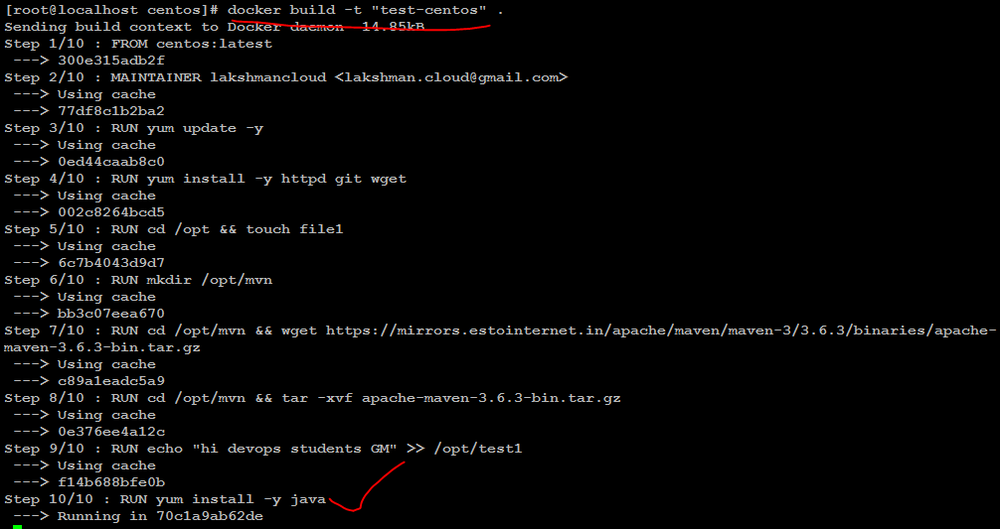 [root@localhost centos]# docker build -t "test-centos" .
Sending build context to Docker daemon  14.85kB
Step 1/10 : FROM centos:latest
 ---> 300e315adb2f
Step 2/10 : MAINTAINER lakshmancloud <lakshman.cloud@gmail.com>
 ---> Using cache
 ---> 77df8c1b2ba2
Step 3/10 : RUN yum update -y
 ---> Using cache
 ---> 0ed44caab8c0
Step 4/10 : RUN yum install -y httpd git wget
 ---> Using cache
 ---> 002c8264bcd5
Step 5/10 : RUN cd /opt && touch file1
 ---> Using cache
 ---> 6c7b4043d9d7
Step 6/10 : RUN mkdir /opt/mvn
 ---> Using cache
 ---> bb3c07eea670
Step 7/10 : RUN cd /opt/mvn && wget https://mirrors.estointernet.in/apache/maven/maven-3/3.6.3/binaries/apache-
maven-3.6.3-bin.tar.gz
 ---> Using cache
 ---> c89a1eadc5a9
Step 8/10 : RUN cd /opt/mvn && tar -xvf apache-maven-3.6.3-bin.tar.gz
 ---> Using cache
 ---> 0e376ee4a12c
Step 9/10 : RUN echo "hi devops students GM" >> /opt/test1
 ---> Using cache
 ---> f14b688bfe0b
Step 10/10 : RUN yum install -y java
 ---> Running in 70c1a9ab62de